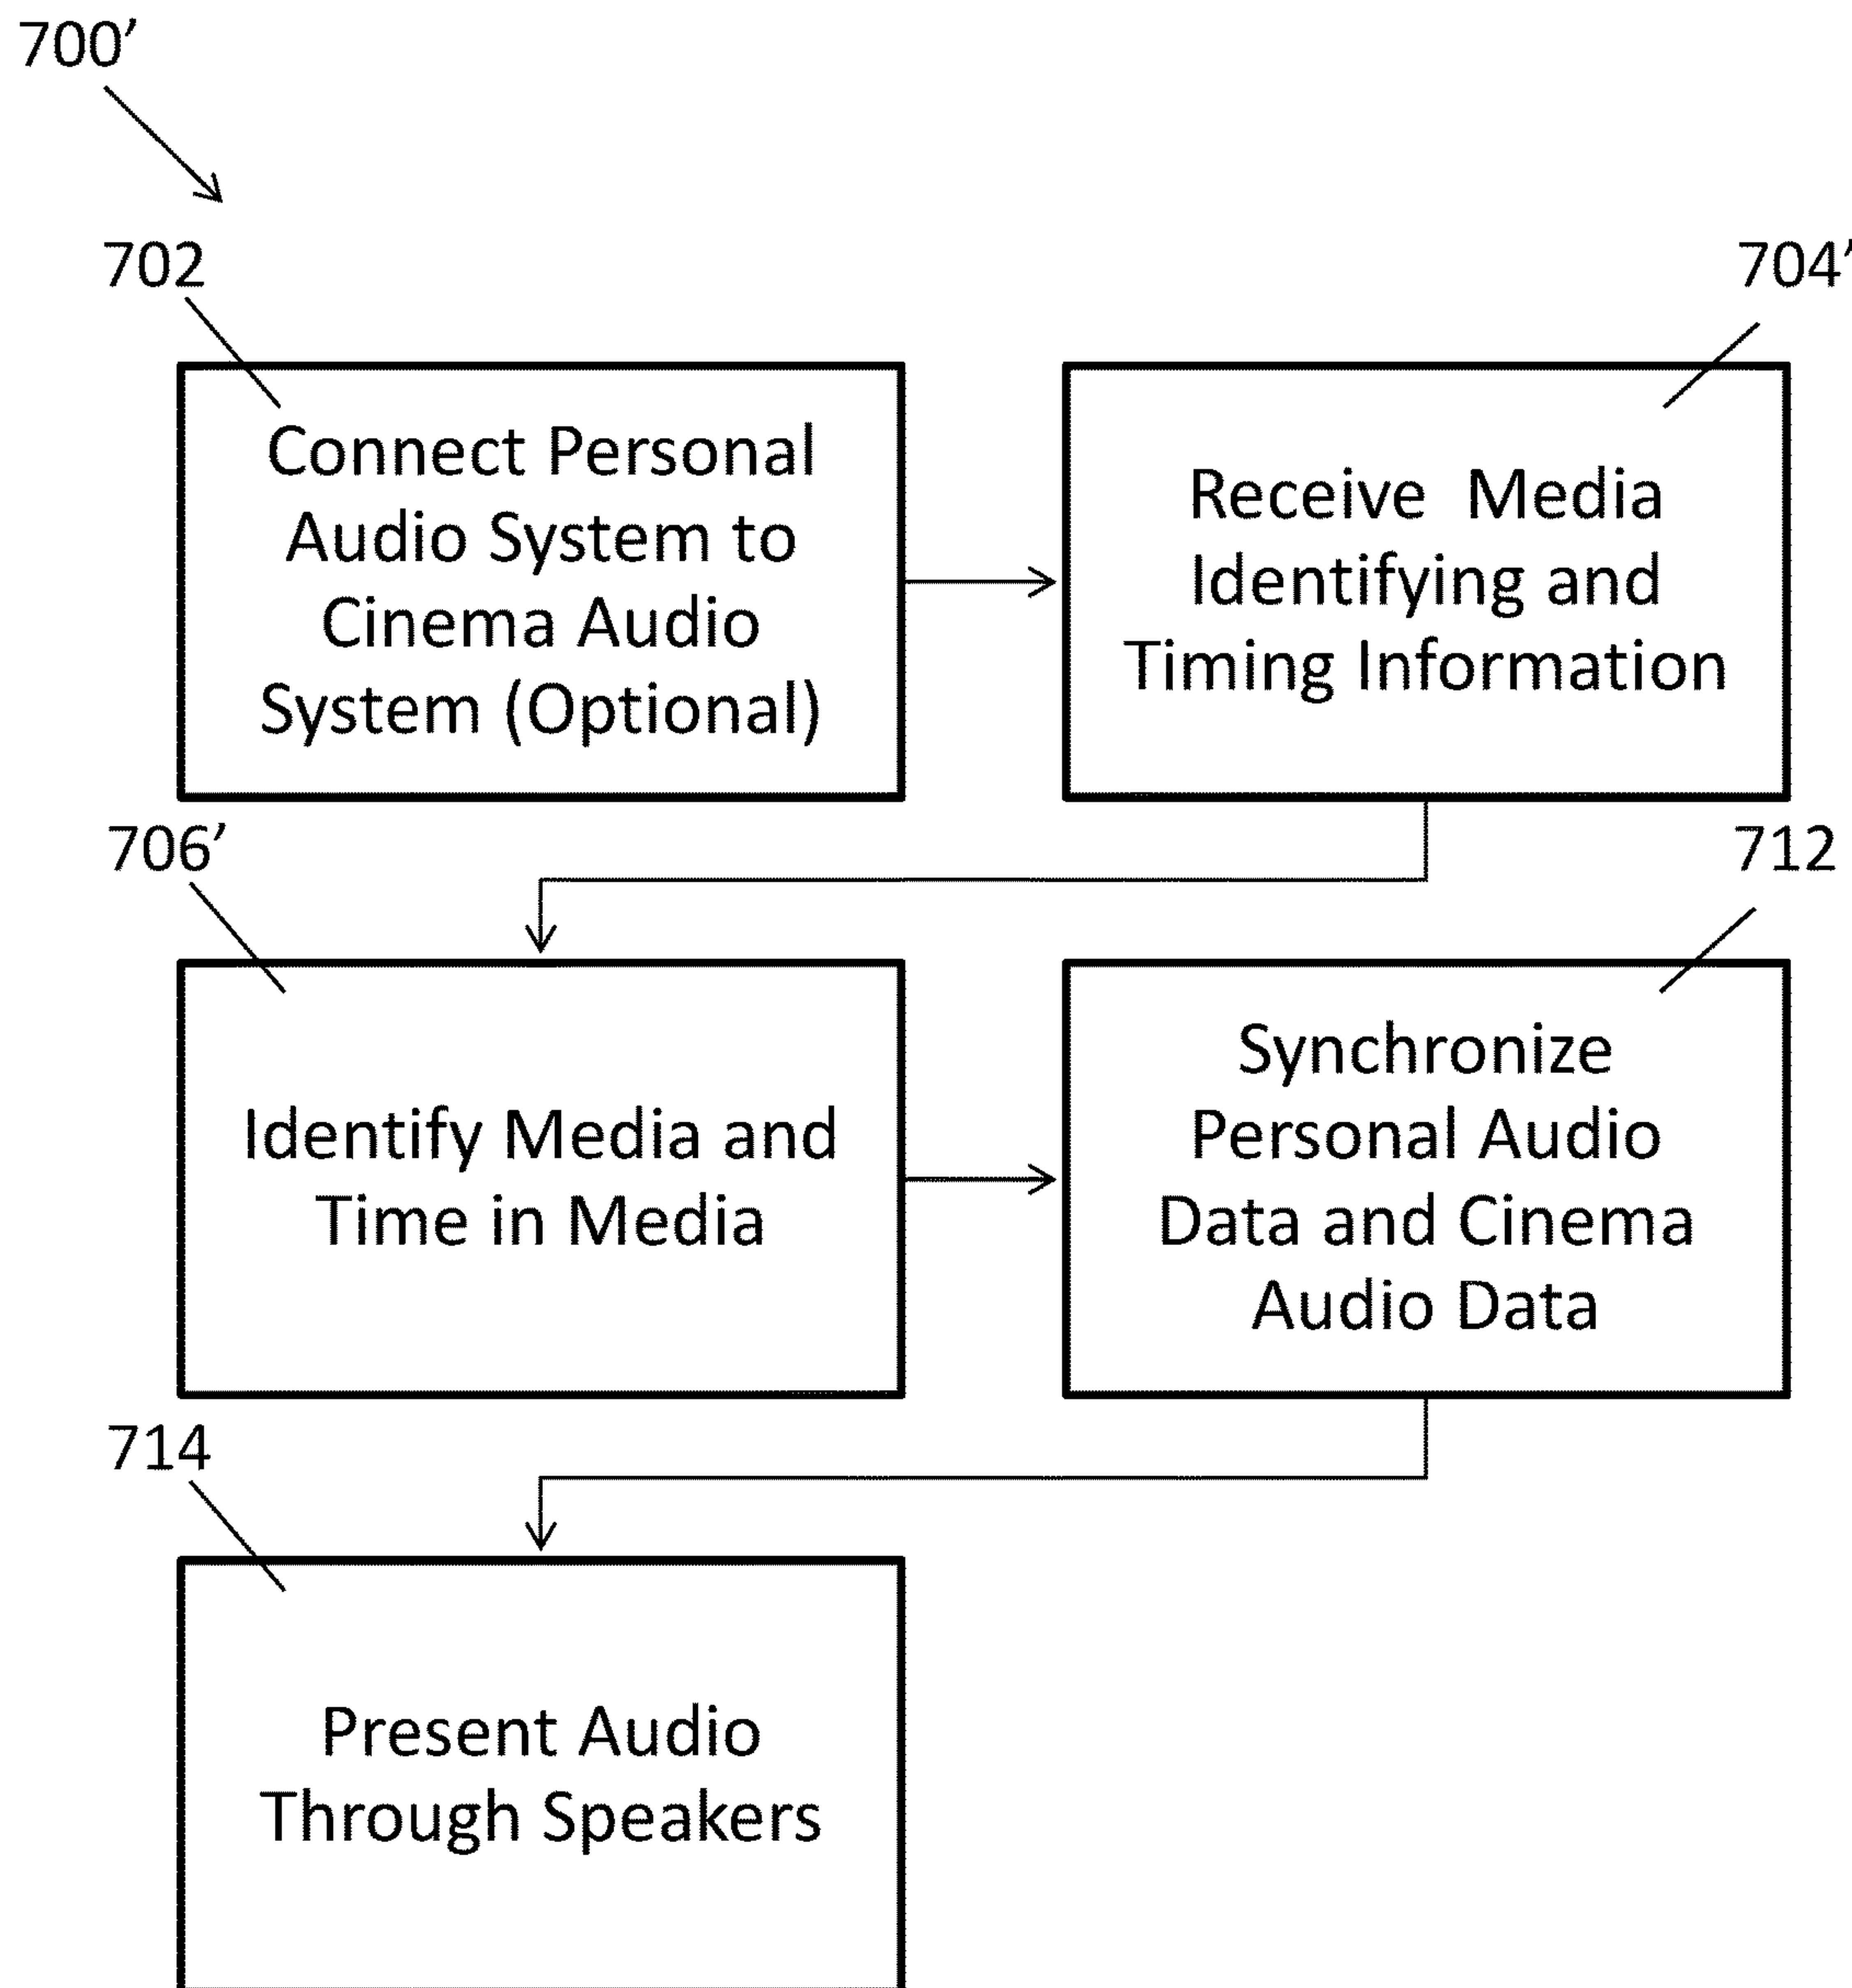 700’
702
704’
Connect Personal
Audio System to
Cinema Audio
System (Optional)
Receive Media
Identifying and
Timing Information
706’
712
Identify Media and
Time in Media
Synchronize
Personal Audio
Data and Cinema
Audio Data
714
Present Audio
Through Speakers